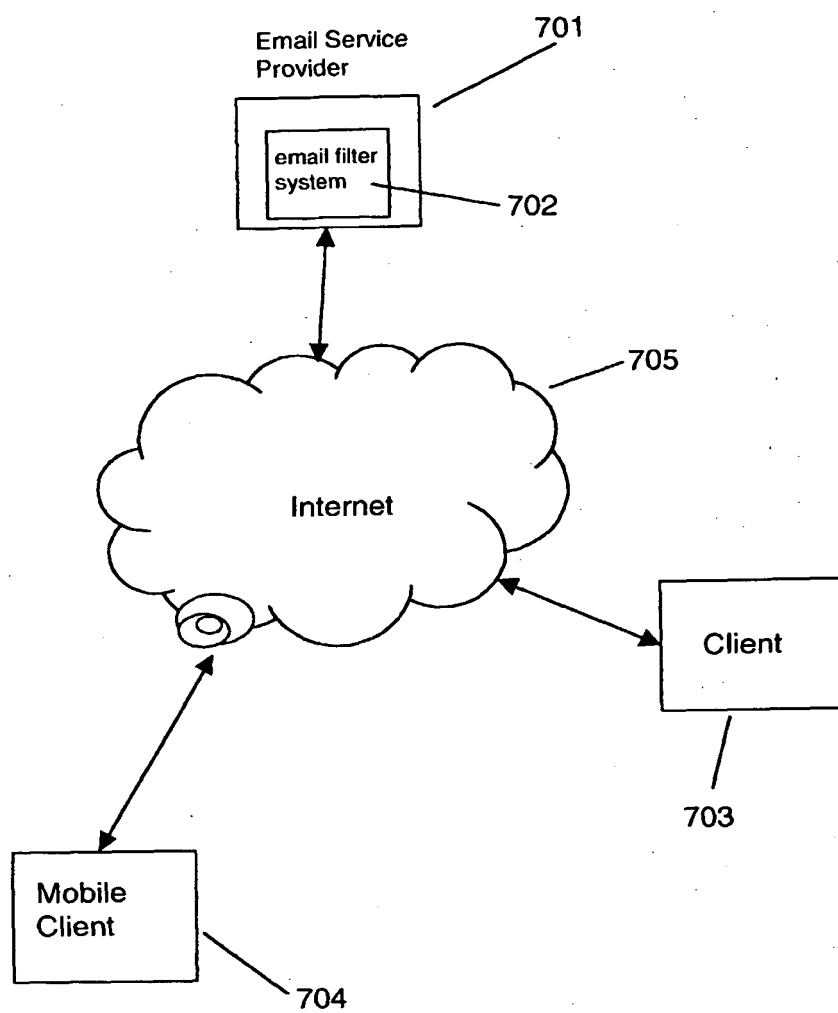 Email Service
Provider
701
email filter
system
702
705
Internet
Client
703
Mobile
Client
704